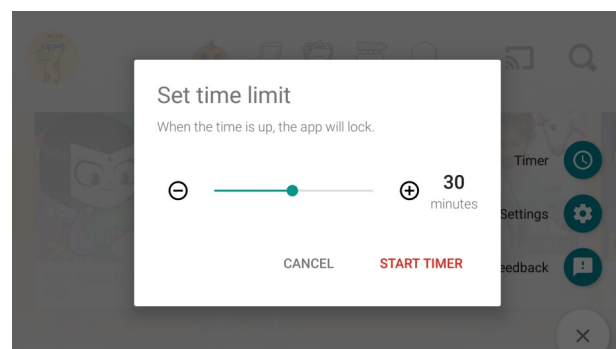 Set time limit
When the time is up, the app will lock.
30
minutes
CANCEL
START TIMER
Timer
Settings
eedback